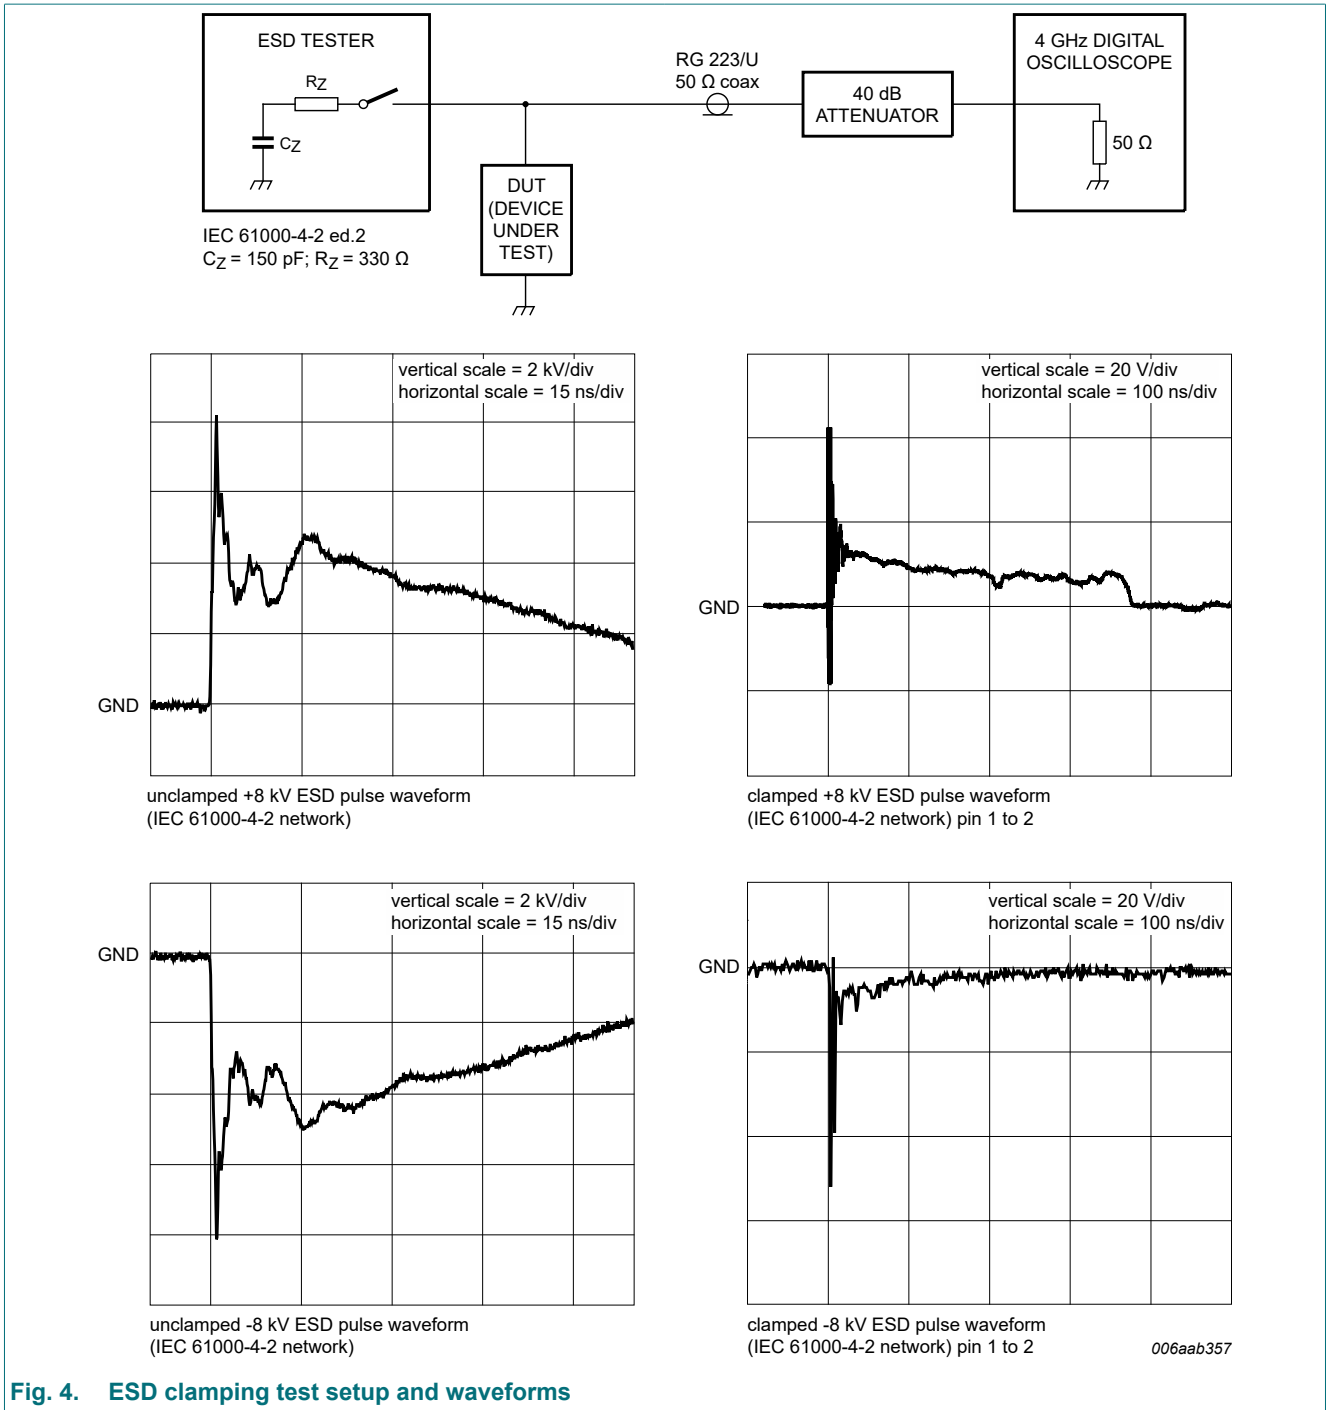 ESD TESTER
RZ
CZ
IEC 61000-4-2 ed.2
CZ = 150 pF; RZ = 330 Ω
DUT
(DEVICE
UNDER
TEST)
RG 223/U
50 Ω coax
40 dB
ATTENUATOR
4 GHz DIGITAL
OSCILLOSCOPE
50 Ω
vertical scale = 2 kV/div
horizontal scale = 15 ns/div
GND
unclamped +8 kV ESD pulse waveform
(IEC 61000-4-2 network)
vertical scale = 20 V/div
horizontal scale = 100 ns/div
GND
clamped +8 kV ESD pulse waveform
(IEC 61000-4-2 network) pin 1 to 2
vertical scale = 2 kV/div
horizontal scale = 15 ns/div
GND
unclamped -8 kV ESD pulse waveform
(IEC 61000-4-2 network)
vertical scale = 20 V/div
horizontal scale = 100 ns/div
GND
clamped -8 kV ESD pulse waveform
(IEC 61000-4-2 network) pin 1 to 2
006aab357
Fig. 4. ESD clamping test setup and waveforms